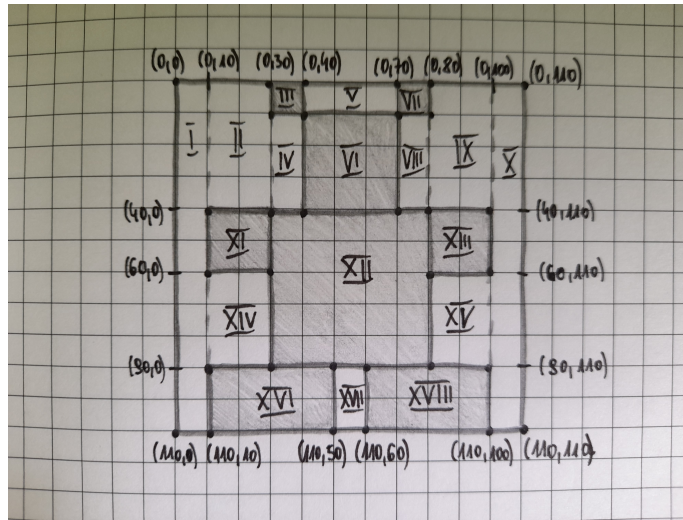 (0,0) (0,10) (0,30) (0,40) (0,70) (0,80) (0,100) (0,110)
III V VII
I II IV VI VIII IX X
(40,0) (40,110)
XI XII XIII
(60,0) (60,110)
XIV XV
(90,0) (90,110)
XVI XVII XVIII
(110,0) (110,10) (110,50) (110,60) (110,100) (110,110)